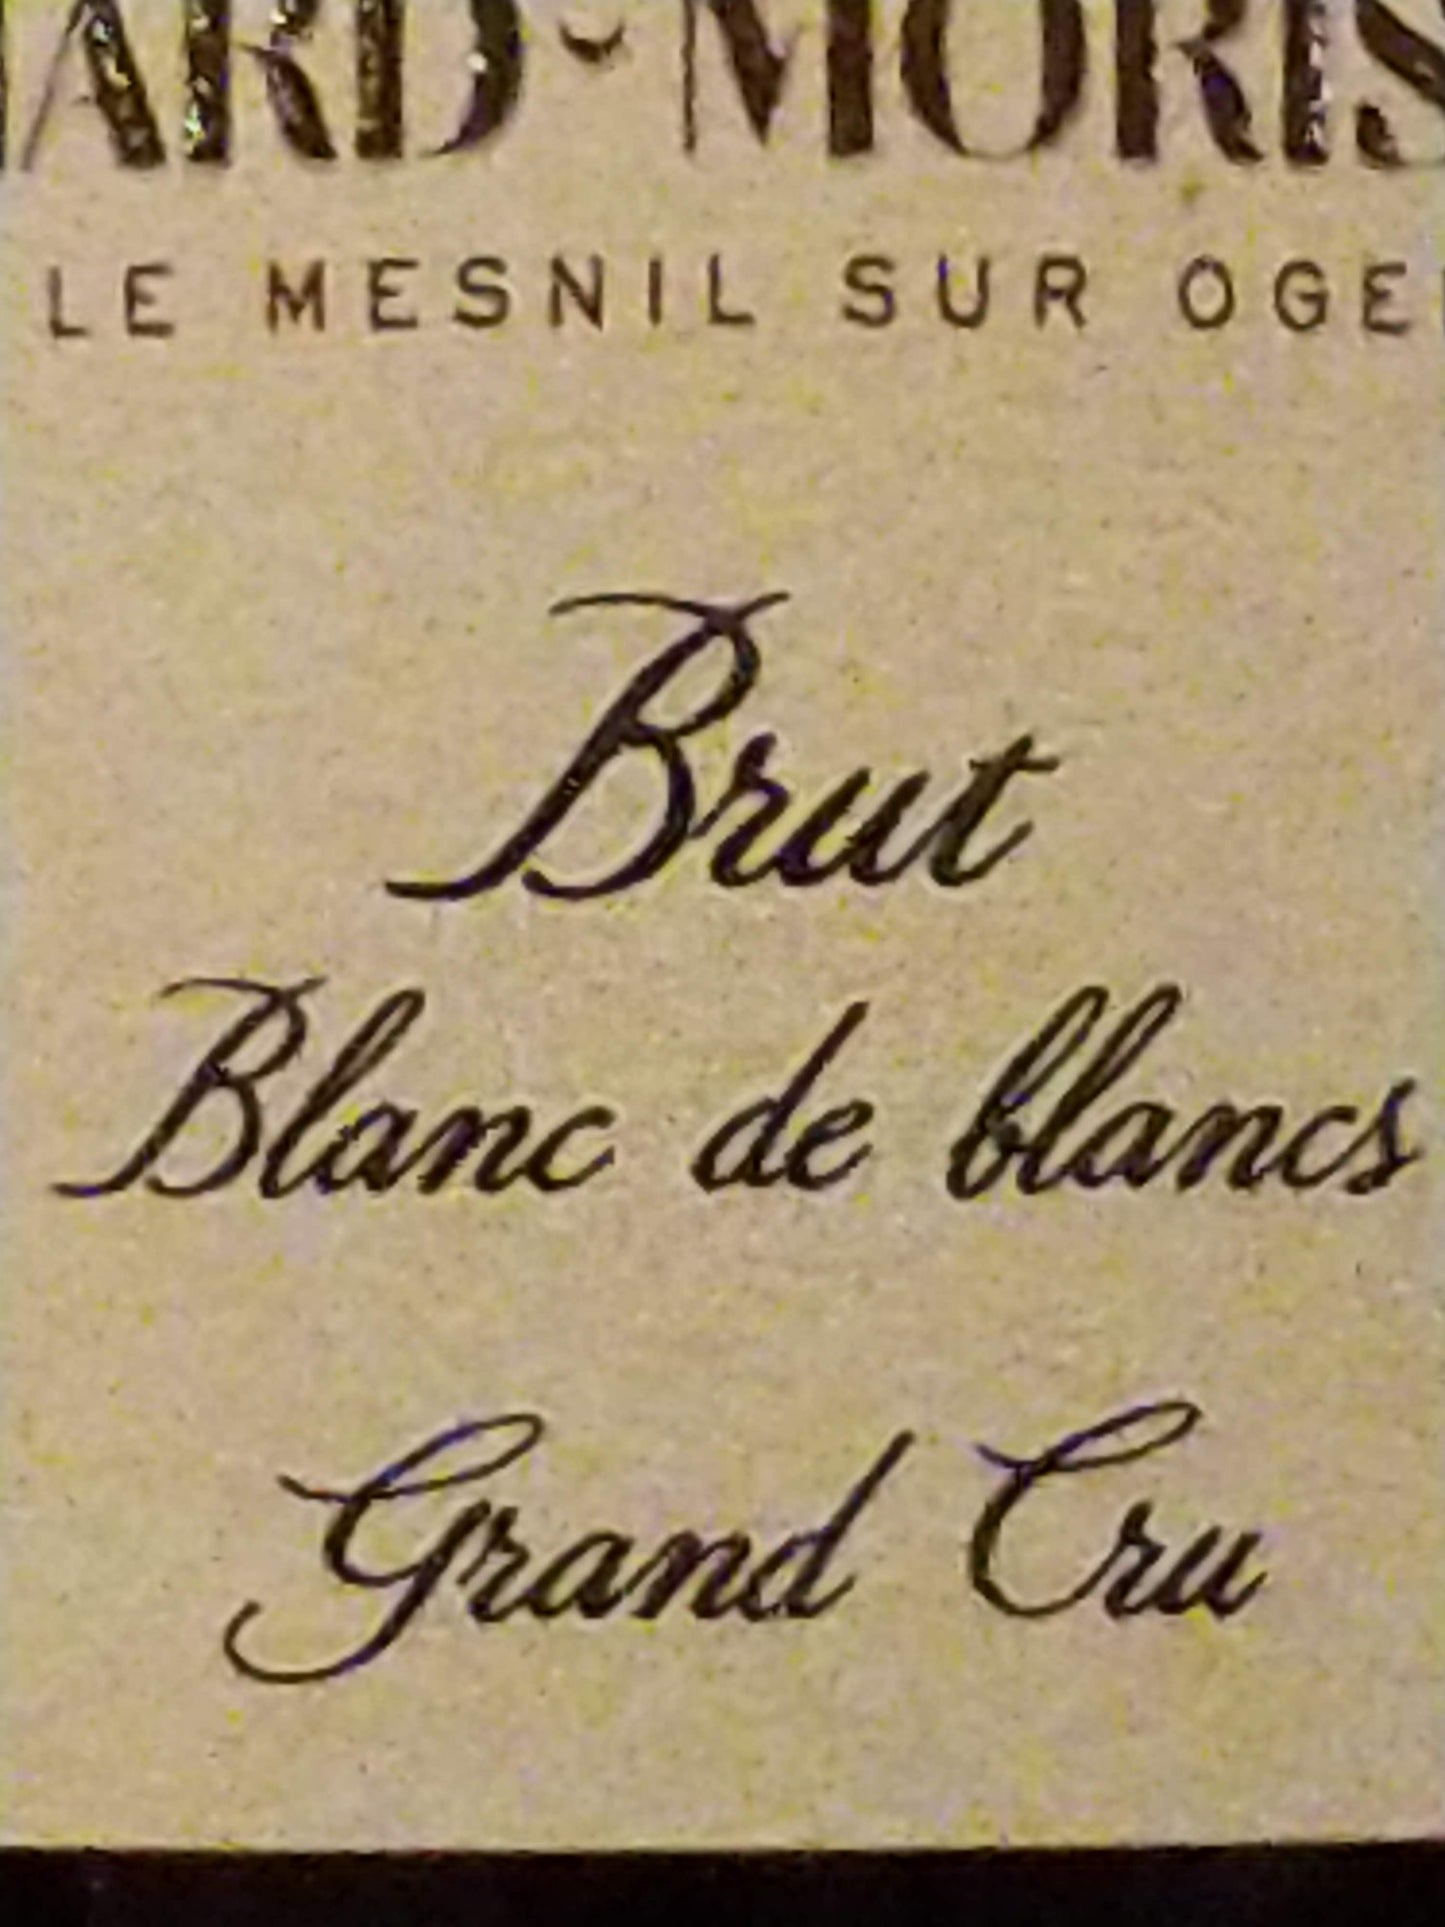 ARD-MORIS
LE MESNIL SUR OGE
Brut
Blanc de blancs
Grand Cru